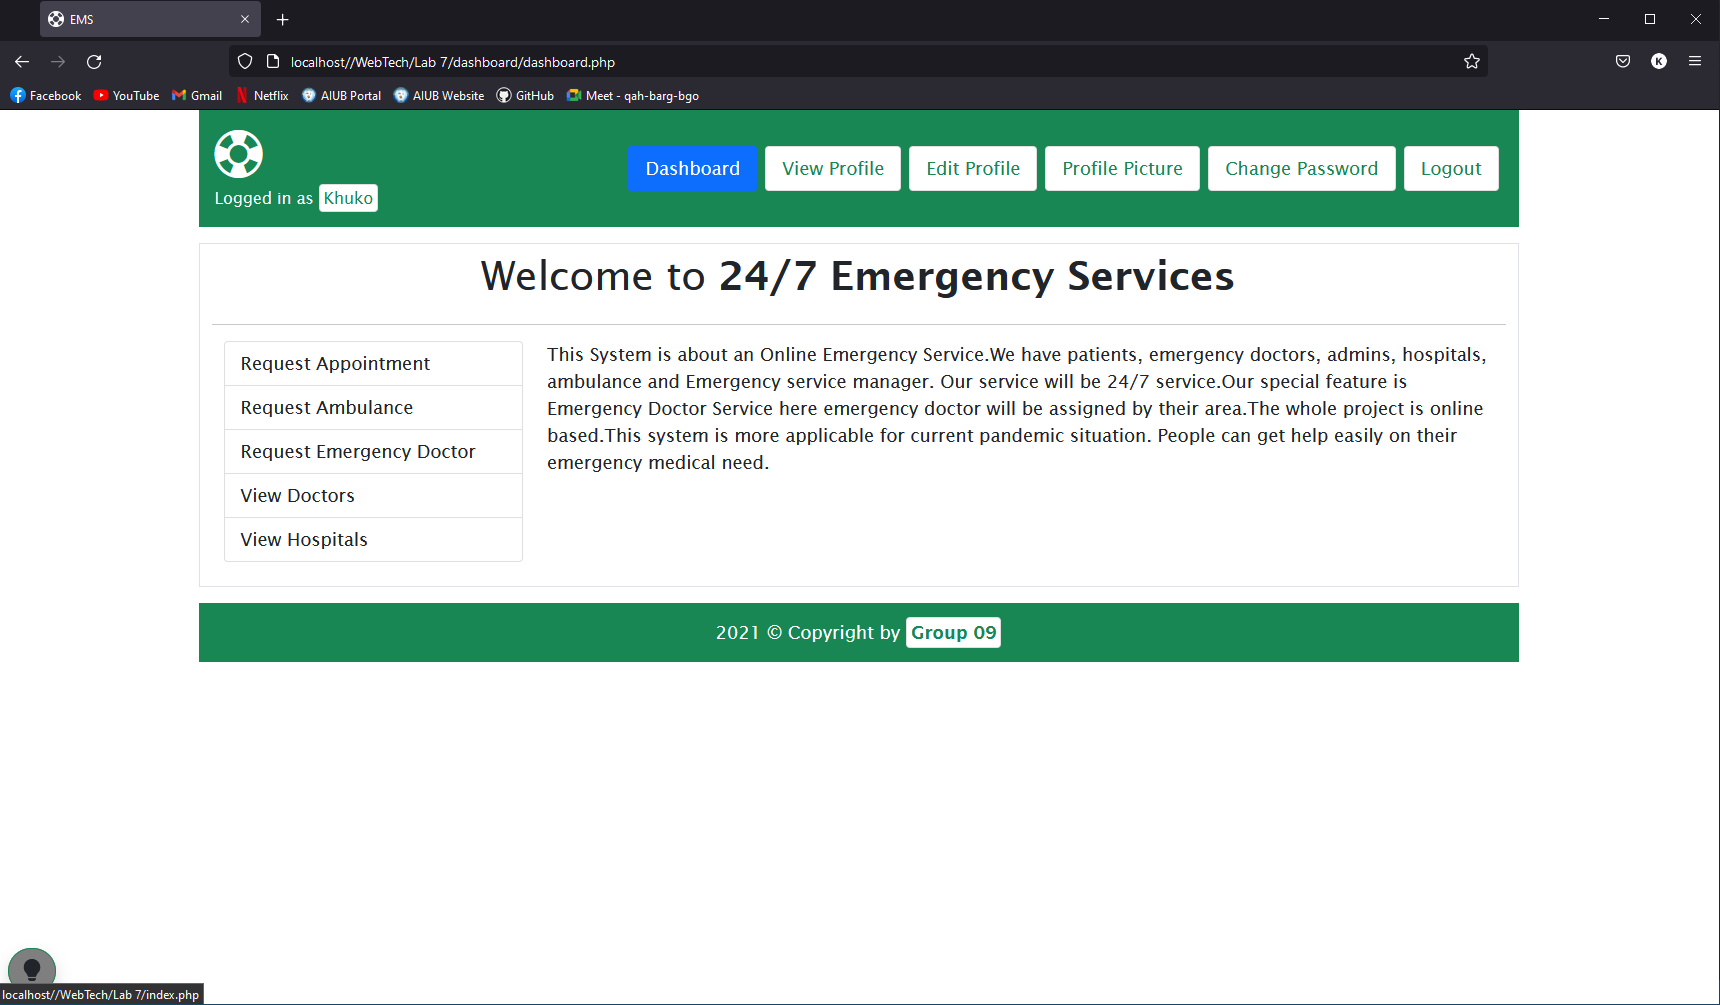 EMS
localhost//WebTech/Lab 7/dashboard/dashboard.php
K
Facebook YouTube Gmail Netflix AIUB Portal AIUB Website GitHub Meet - qah-barg-bgo
Dashboard View Profile Edit Profile Profile Picture Change Password Logout
Logged in as Khuko
Welcome to 24/7 Emergency Services
Request Appointment
Request Ambulance
Request Emergency Doctor
View Doctors
View Hospitals
This System is about an Online Emergency Service.We have patients, emergency doctors, admins, hospitals,
ambulance and Emergency service manager. Our service will be 24/7 service.Our special feature is
Emergency Doctor Service here emergency doctor will be assigned by their area.The whole project is online
based.This system is more applicable for current pandemic situation. People can get help easily on their
emergency medical need.
2021 © Copyright by Group 09
localhost//WebTech/Lab 7/index.php